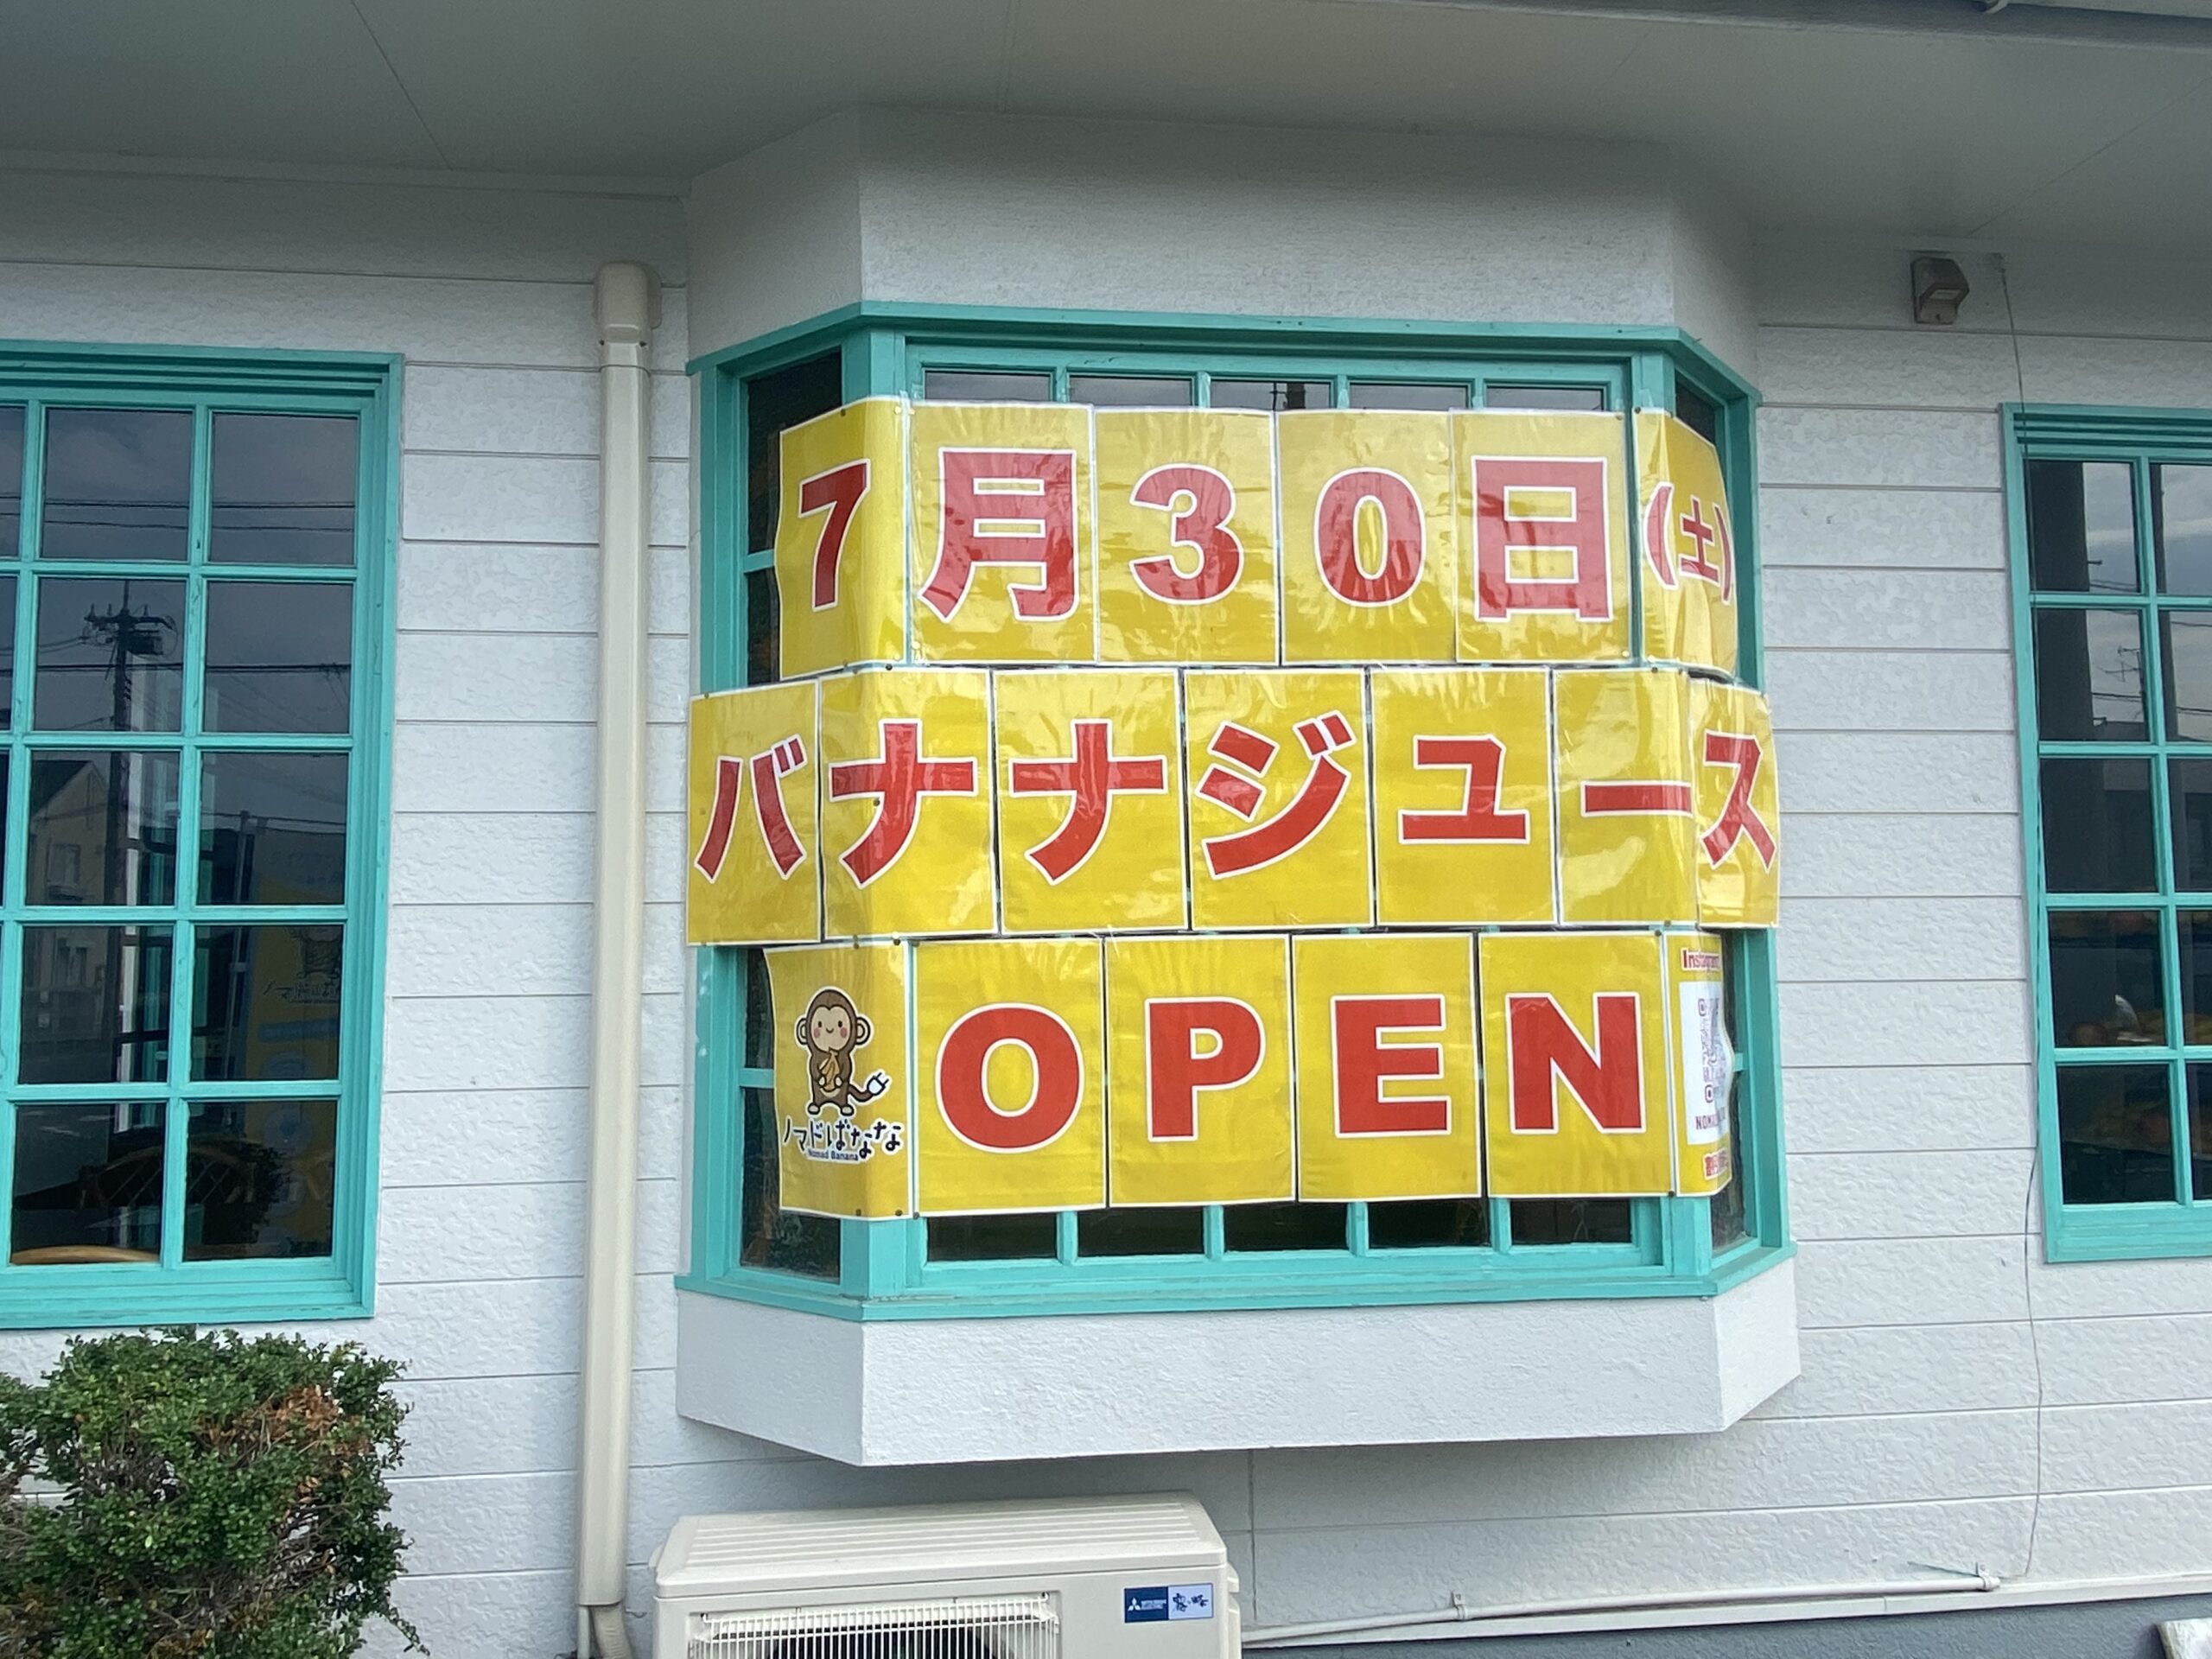 7月30日(土)
バナナジュース
OPEN
ノマドばなな
Nomad Banana